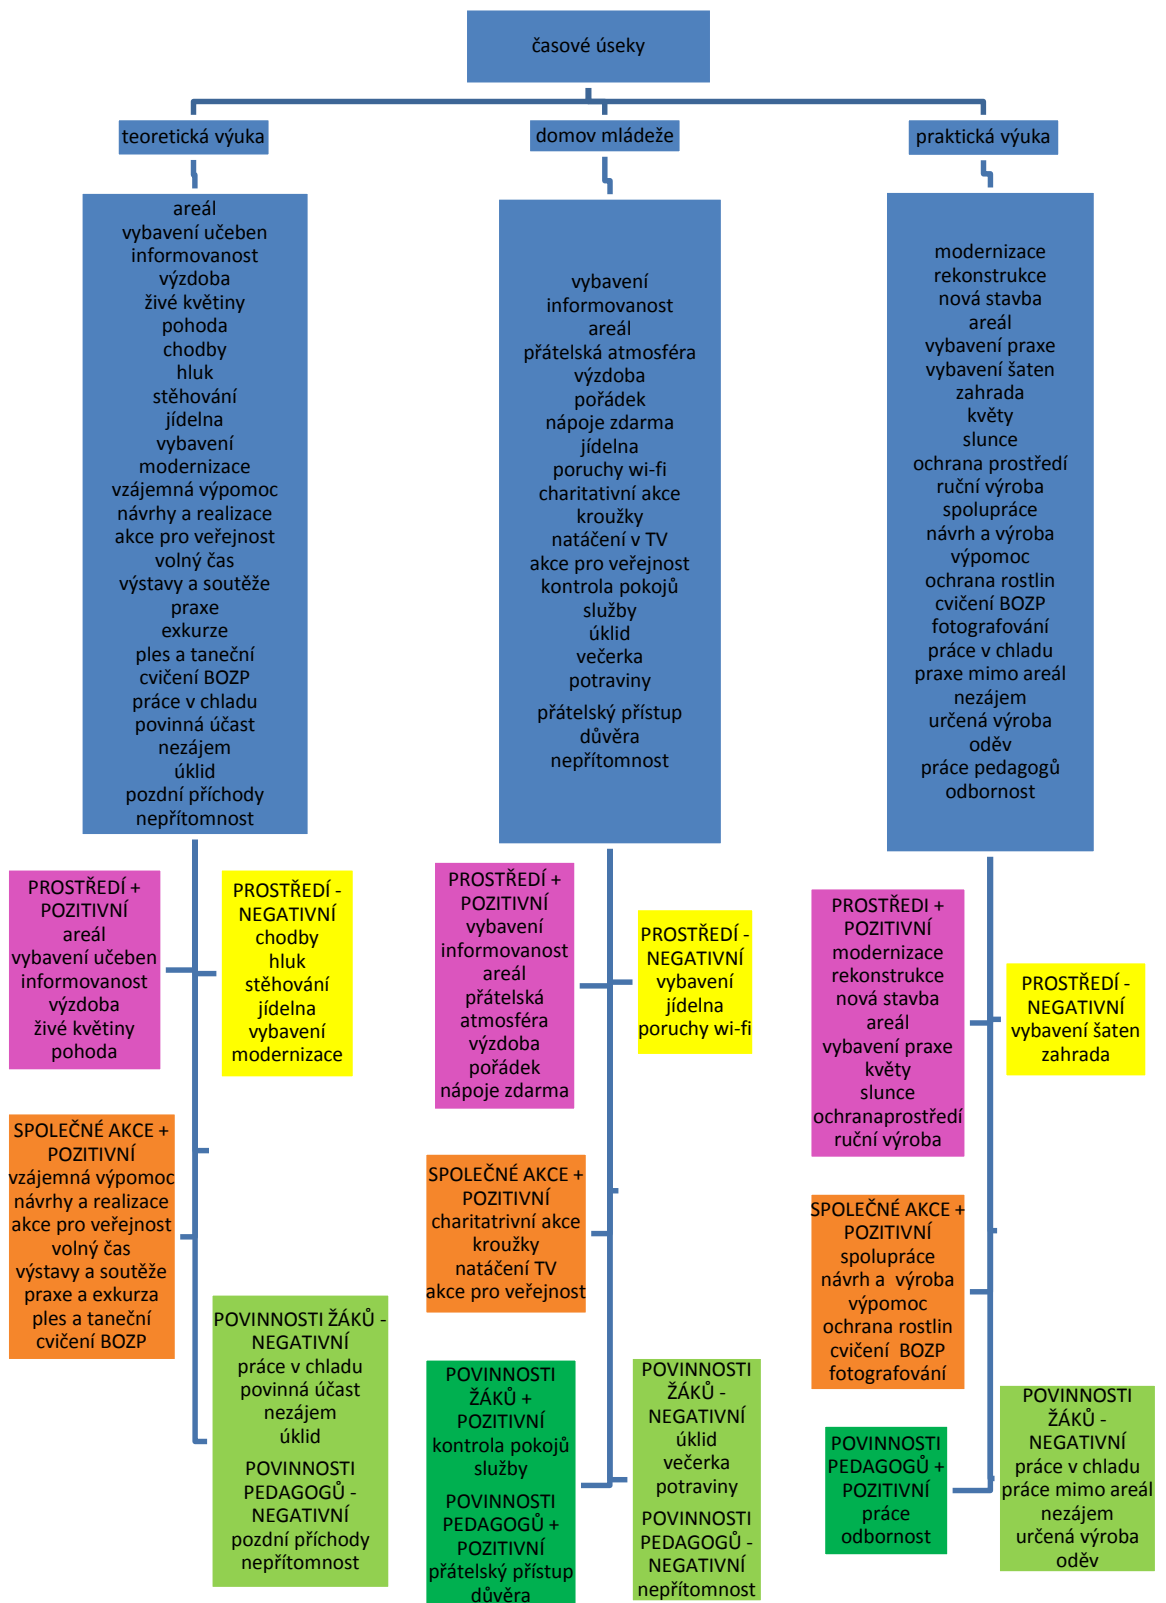 časové úseky
teoretická výuka
domov mládeže
praktická výuka
areál
vybavení učeben
informovanost
výzdoba
živé květiny
pohoda
chodby
hluk
stěhování
jídelna
vybavení
modernizace
vzájemná výpomoc
návrhy a realizace
akce pro veřejnost
volný čas
výstavy a soutěže
praxe
exkurze
ples a taneční
cvičení BOZP
práce v chladu
povinná účast
nezájem
úklid
pozdní příchody
nepřítomnost
vybavení
informovanost
areál
přátelská atmosféra
výzdoba
pořádek
nápoje zdarma
jídelna
poruchy wi-fi
charitativní akce
kroužky
natáčení v TV
akce pro veřejnost
kontrola pokojů
služby
úklid
večerka
potraviny
přátelský přístup
důvěra
nepřítomnost
modernizace
rekonstrukce
nová stavba
areál
vybavení praxe
vybavení šaten
zahrada
květy
slunce
ochrana prostředí
ruční výroba
spolupráce
návrh a výroba
výpomoc
ochrana rostlin
cvičení BOZP
fotografování
práce v chladu
praxe mimo areál
nezájem
určená výroba
oděv
práce pedagogů
odbornost
PROSTŘEDÍ +
POZITIVNÍ
areál
vybavení učeben
informovanost
výzdoba
živé květiny
pohoda
PROSTŘEDÍ -
NEGATIVNÍ
chodby
hluk
stěhování
jídelna
vybavení
modernizace
PROSTŘEDÍ +
POZITIVNÍ
vybavení
informovanost
areál
přátelská
atmosféra
výzdoba
pořádek
nápoje zdarma
PROSTŘEDÍ -
NEGATIVNÍ
vybavení
jídelna
poruchy wi-fi
PROSTŘEDI +
POZITIVNÍ
modernizace
rekonstrukce
nová stavba
areál
vybavení praxe
květy
slunce
ochranaprostředí
ruční výroba
PROSTŘEDÍ -
NEGATIVNÍ
vybavení šaten
zahrada
SPOLEČNÉ AKCE +
POZITIVNÍ
vzájemná výpomoc
návrhy a realizace
akce pro veřejnost
volný čas
výstavy a soutěže
praxe a exkurza
ples a taneční
cvičení BOZP
POVINNOSTI ŽÁKŮ -
NEGATIVNÍ
práce v chladu
povinná účast
nezájem
úklid
POVINNOSTI
PEDAGOGŮ -
NEGATIVNÍ
pozdní příchody
nepřítomnost
SPOLEČNÉ AKCE +
POZITIVNÍ
charitatrivní akce
kroužky
natáčení TV
akce pro veřejnost
POVINNOSTI
ŽÁKŮ +
POZITIVNÍ
kontrola pokojů
služby
POVINNOSTI
PEDAGOGŮ +
POZITIVNÍ
přátelský přístup
důvěra
POVINNOSTI
ŽÁKŮ -
NEGATIVNÍ
úklid
večerka
potraviny
POVINNOSTI
PEDAGOGŮ -
NEGATIVNÍ
nepřítomnost
SPOLEČNÉ AKCE +
POZITIVNÍ
spolupráce
návrh a výroba
výpomoc
ochrana rostlin
cvičení BOZP
fotografování
POVINNOSTI
PEDAGOGŮ +
POZITIVNÍ
práce
odbornost
POVINNOSTI
ŽÁKŮ -
NEGATIVNÍ
práce v chladu
práce mimo areál
nezájem
určená výroba
oděv